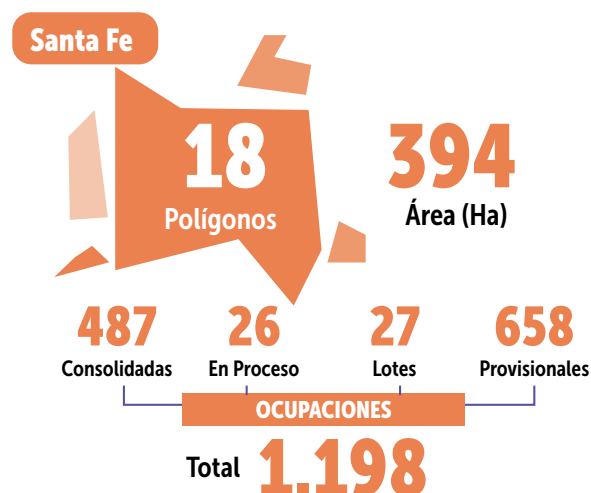 Santa Fe
18
Polígonos
394
Área (Ha)
487 26 27 658
Consolidadas En Proceso Lotes Provisionales
OCUPACIONES
Total 1.198